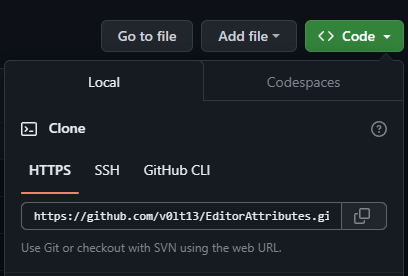 Go to file Add file <> Code
Local Codespaces
Clone
HTTPS SSH GitHub CLI
https://github.com/v0lt13/EditorAttributes.gi
Use Git or checkout with SVN using the web URL.